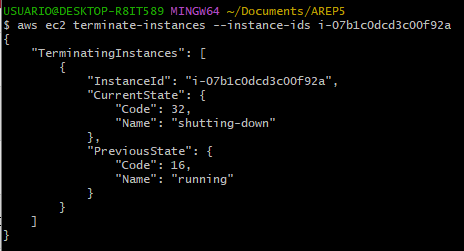 USUARIO@DESKTOP-R8IT589 MINGW64 ~/Documents/AREP5
$ aws ec2 terminate-instances --instance-ids i-07b1c0dcd3c00f92a
{
    "TerminatingInstances": [
        {
            "InstanceId": "i-07b1c0dcd3c00f92a",
            "CurrentState": {
                "Code": 32,
                "Name": "shutting-down"
            },
            "PreviousState": {
                "Code": 16,
                "Name": "running"
            }
        }
    ]
}